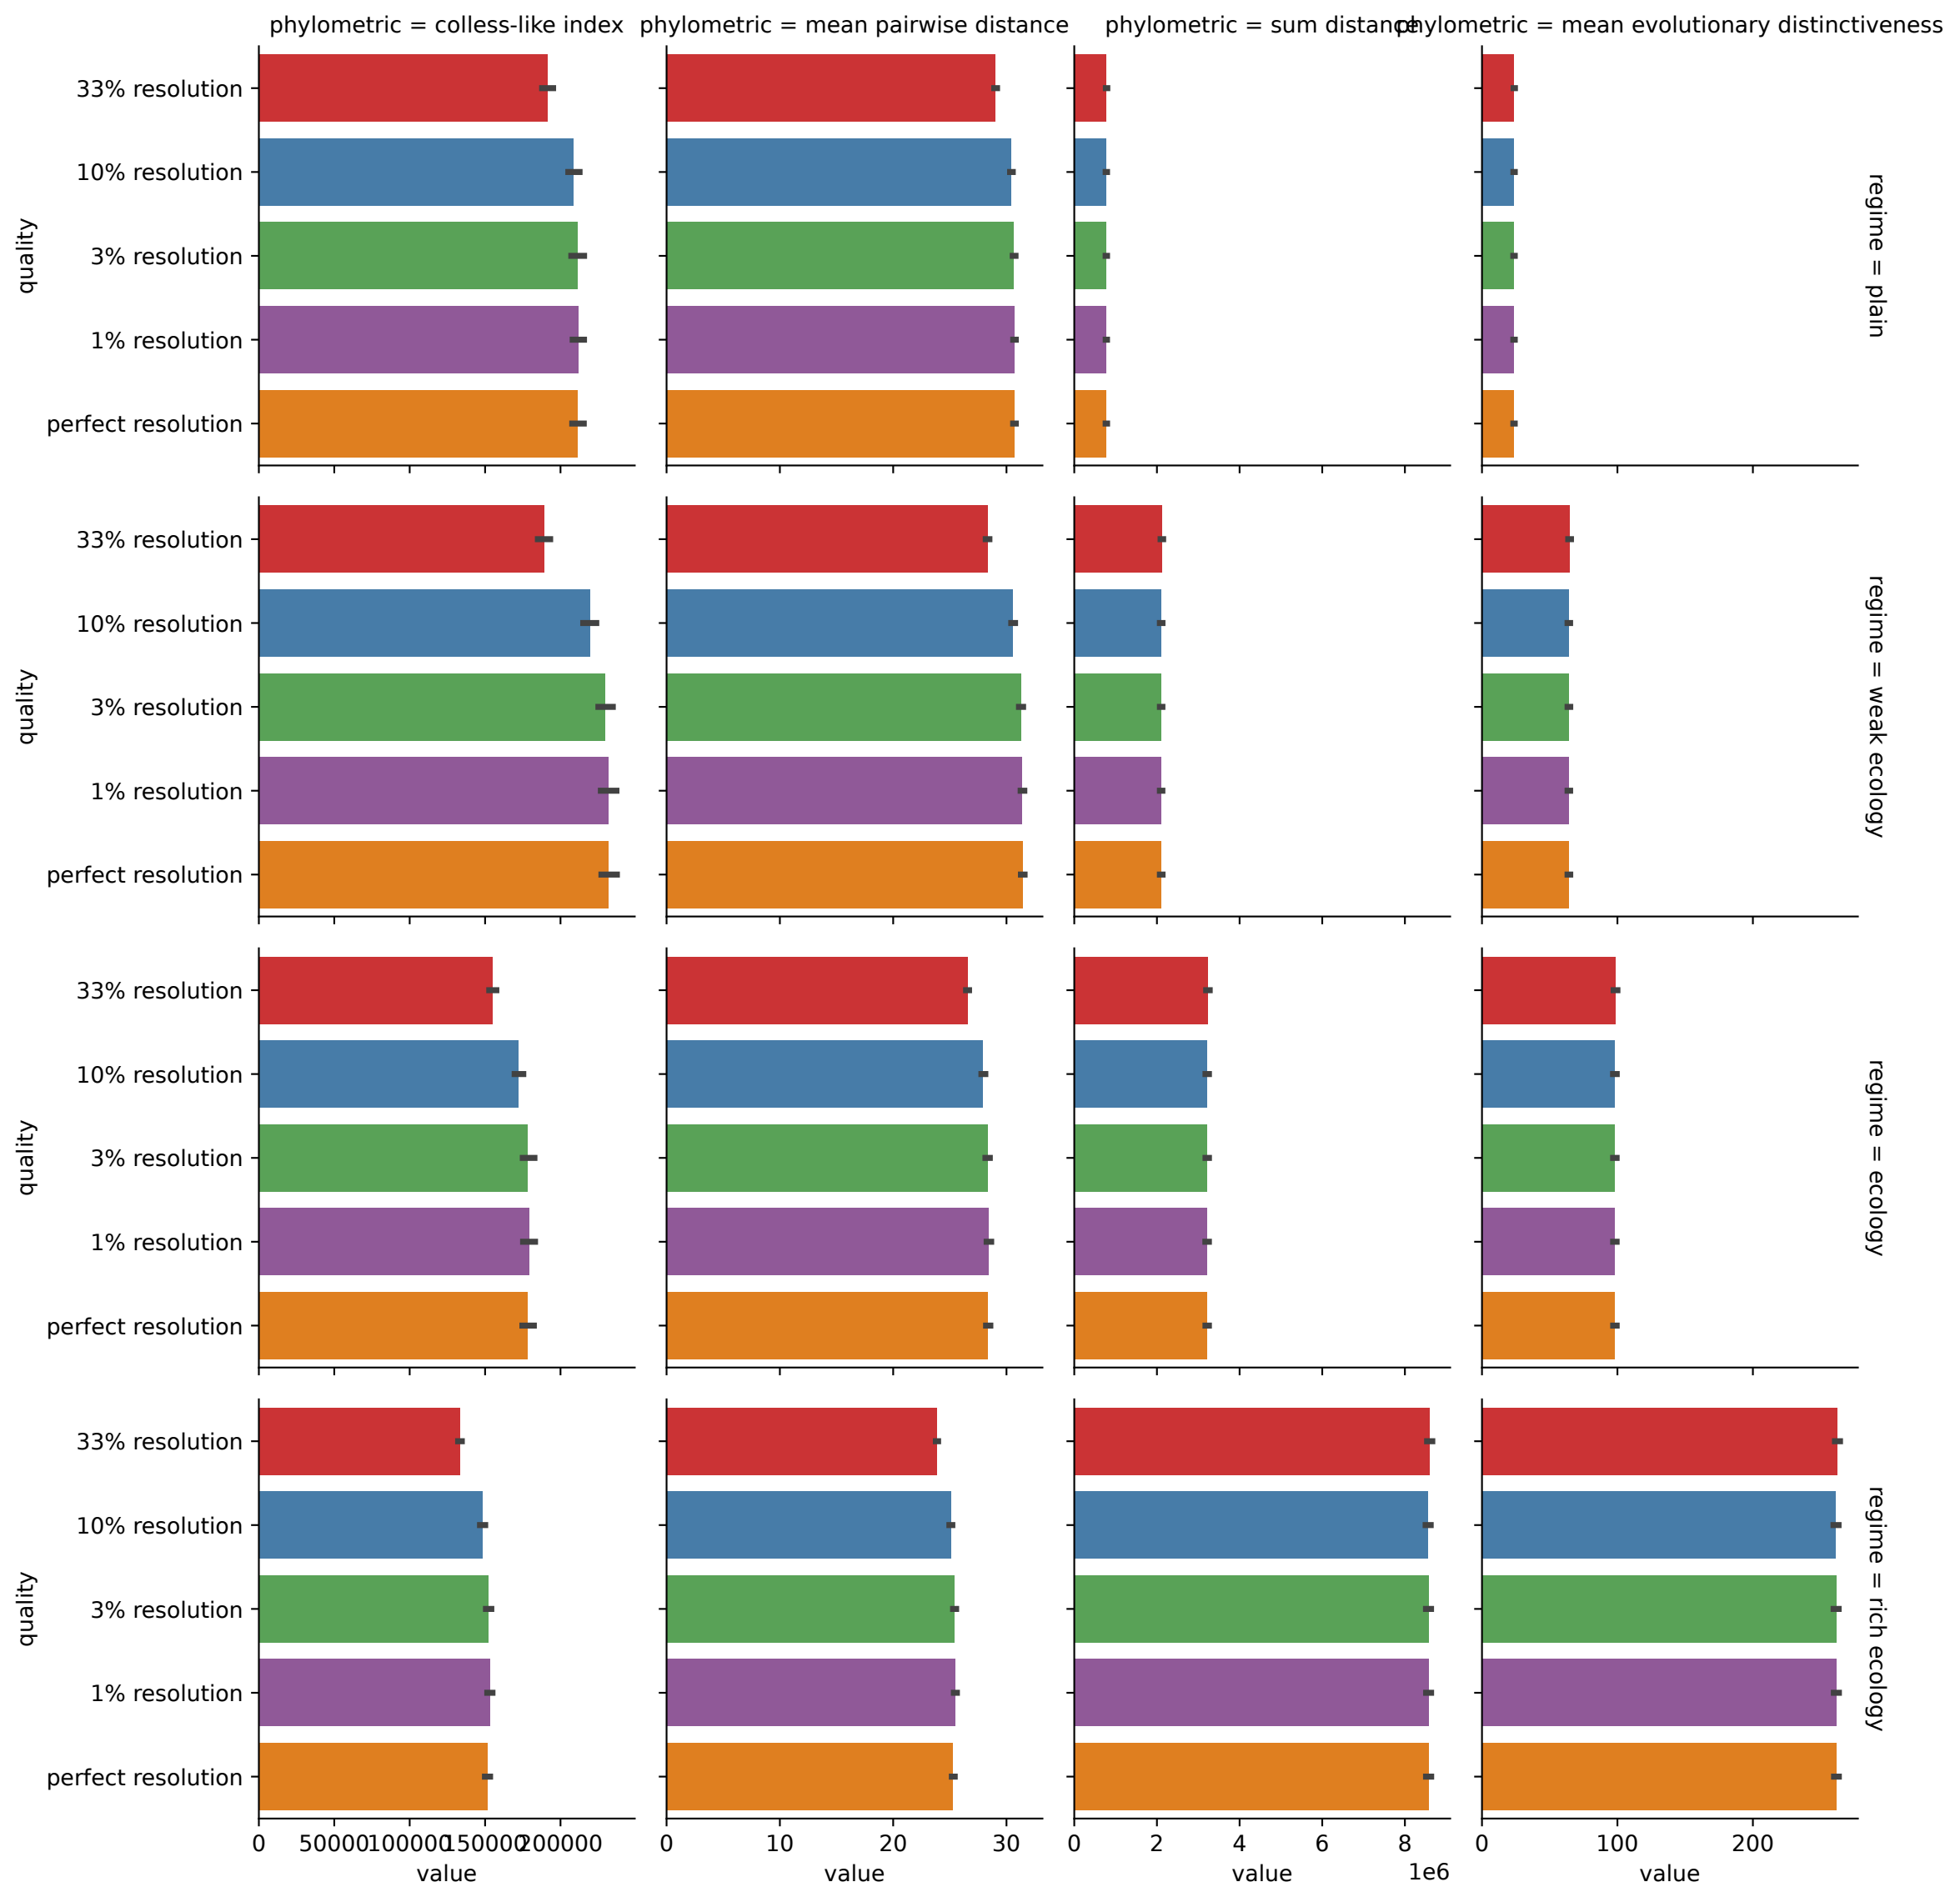 phylometric = colless-like index
phylometric = mean pairwise distance
phylometric = sum distance
phylometric = mean evolutionary distinctiveness
quality
33% resolution
10% resolution
3% resolution
1% resolution
perfect resolution
regime = plain
quality
33% resolution
10% resolution
3% resolution
1% resolution
perfect resolution
regime = weak ecology
quality
33% resolution
10% resolution
3% resolution
1% resolution
perfect resolution
regime = ecology
quality
33% resolution
10% resolution
3% resolution
1% resolution
perfect resolution
regime = rich ecology
0 50000 100000 150000 200000
value
0 10 20 30
value
0 2 4 6 8
1e6
value
0 100 200
value